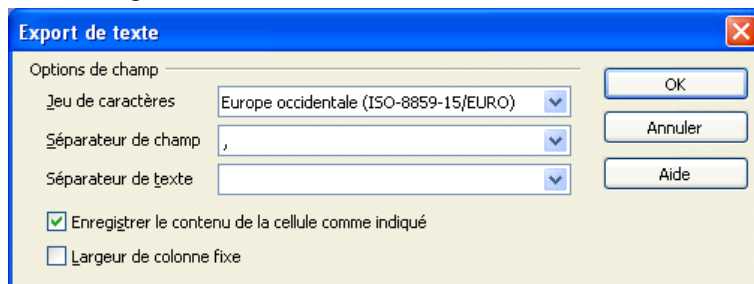 Export de texte
Options de champ
Jeu de caractères
Europe occidentale (ISO-8859-15/EURO)
Séparateur de champ
,
Séparateur de texte
Enregistrer le contenu de la cellule comme indiqué
Largeur de colonne fixe
OK
Annuler
Aide